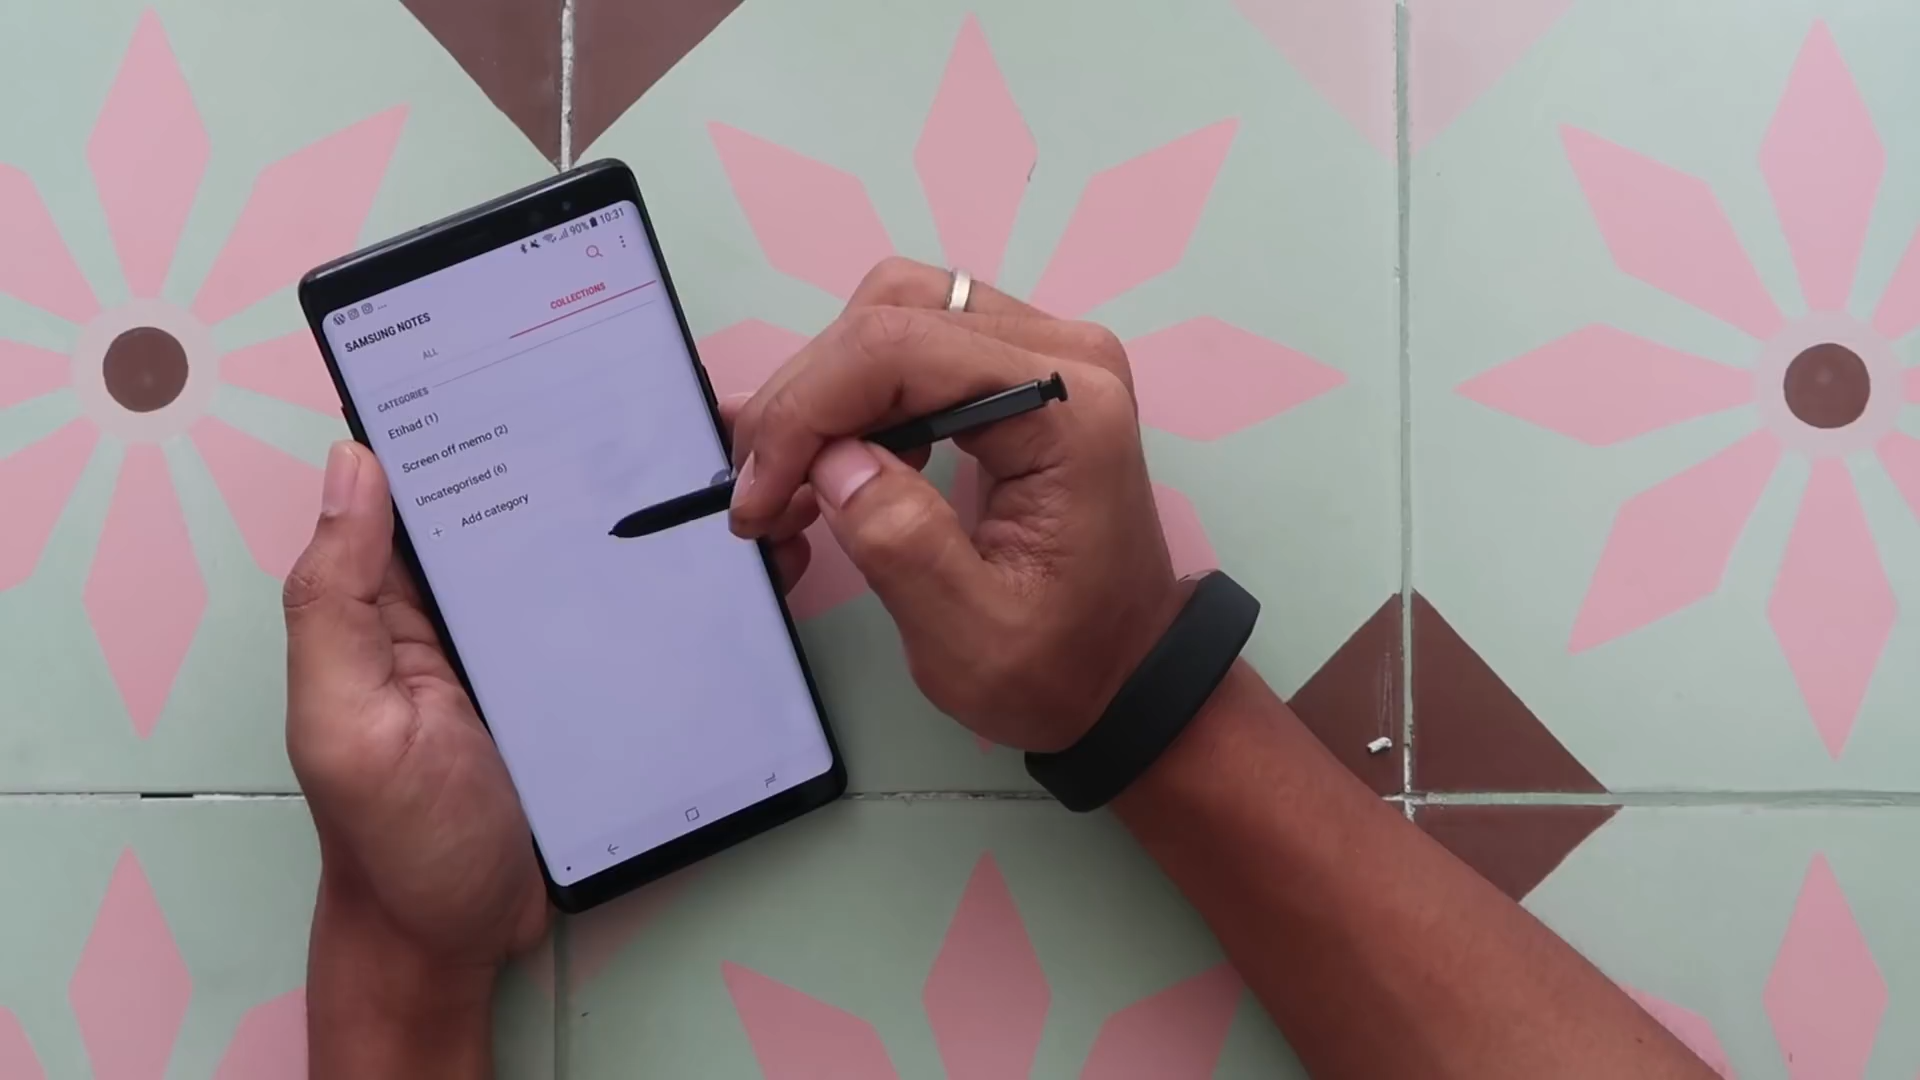 90% 10:31
SAMSUNG NOTES
ALL
COLLECTIONS
CATEGORIES
Etihad (1)
Screen off memo (2)
Uncategorised (6)
Add category